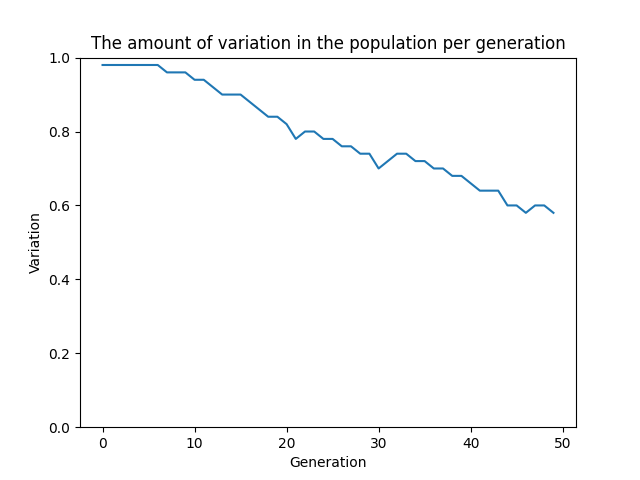 The amount of variation in the population per generation
1.0
0.8
0.6
0.4
0.2
0.0
Variation
0 10 20 30 40 50
Generation